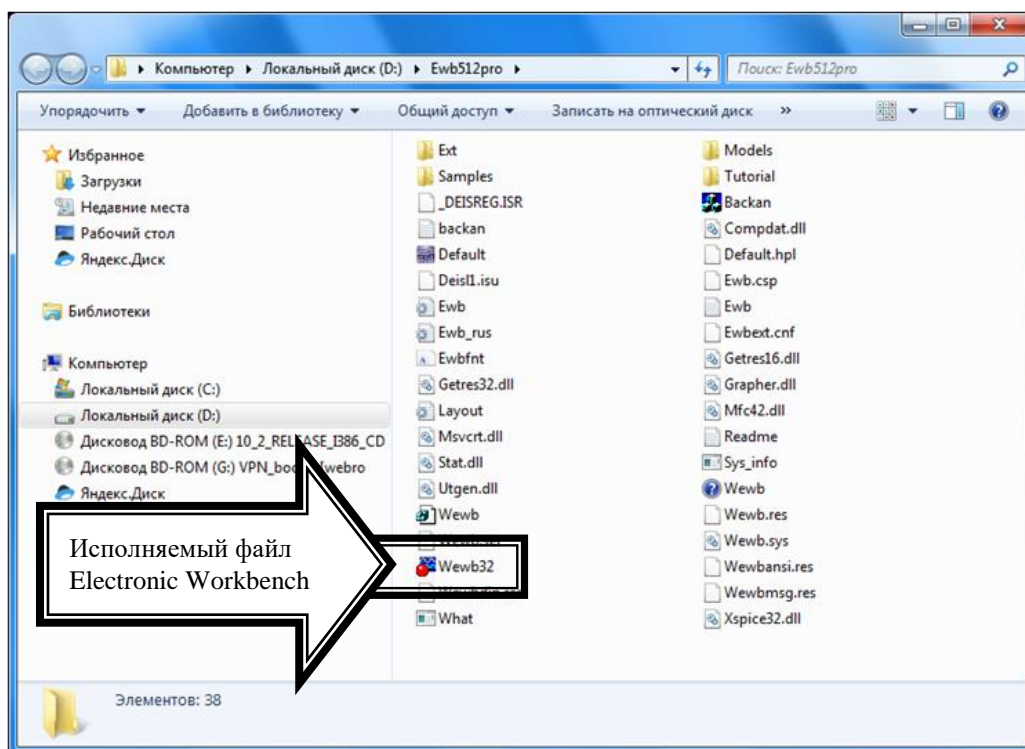 Компьютер ▸ Локальный диск (D:) ▸ Ewb512pro ▸
Поиск: Ewb512pro
Упорядочить Добавить в библиотеку Общий доступ Записать на оптический диск »
Избранное
Загрузки
Недавние места
Рабочий стол
Яндекс.Диск
Библиотеки
Компьютер
Локальный диск (C:)
Локальный диск (D:)
Дисковод BD-ROM (E:) 10_2_RELEASE_I386_CD
Дисковод BD-ROM (G:)
Яндекс.Диск
Исполняемый файл
Electronic Workbench
Ext
Samples
_DEISREG.ISR
backan
Default
Deisl1.isu
Ewb
Ewb_rus
Ewbfnt
Getres32.dll
Layout
Msvcrt.dll
Stat.dll
Utgen.dll
Wewb
Wewb32
What
Models
Tutorial
Backan
Compdat.dll
Default.hpl
Ewb.csp
Ewb
Ewbext.cnf
Getres16.dll
Grapher.dll
Mfc42.dll
Readme
Sys_info
Wewb
Wewb.res
Wewb.sys
Wewbansi.res
Wewbmsg.res
Xspice32.dll
Элементов: 38